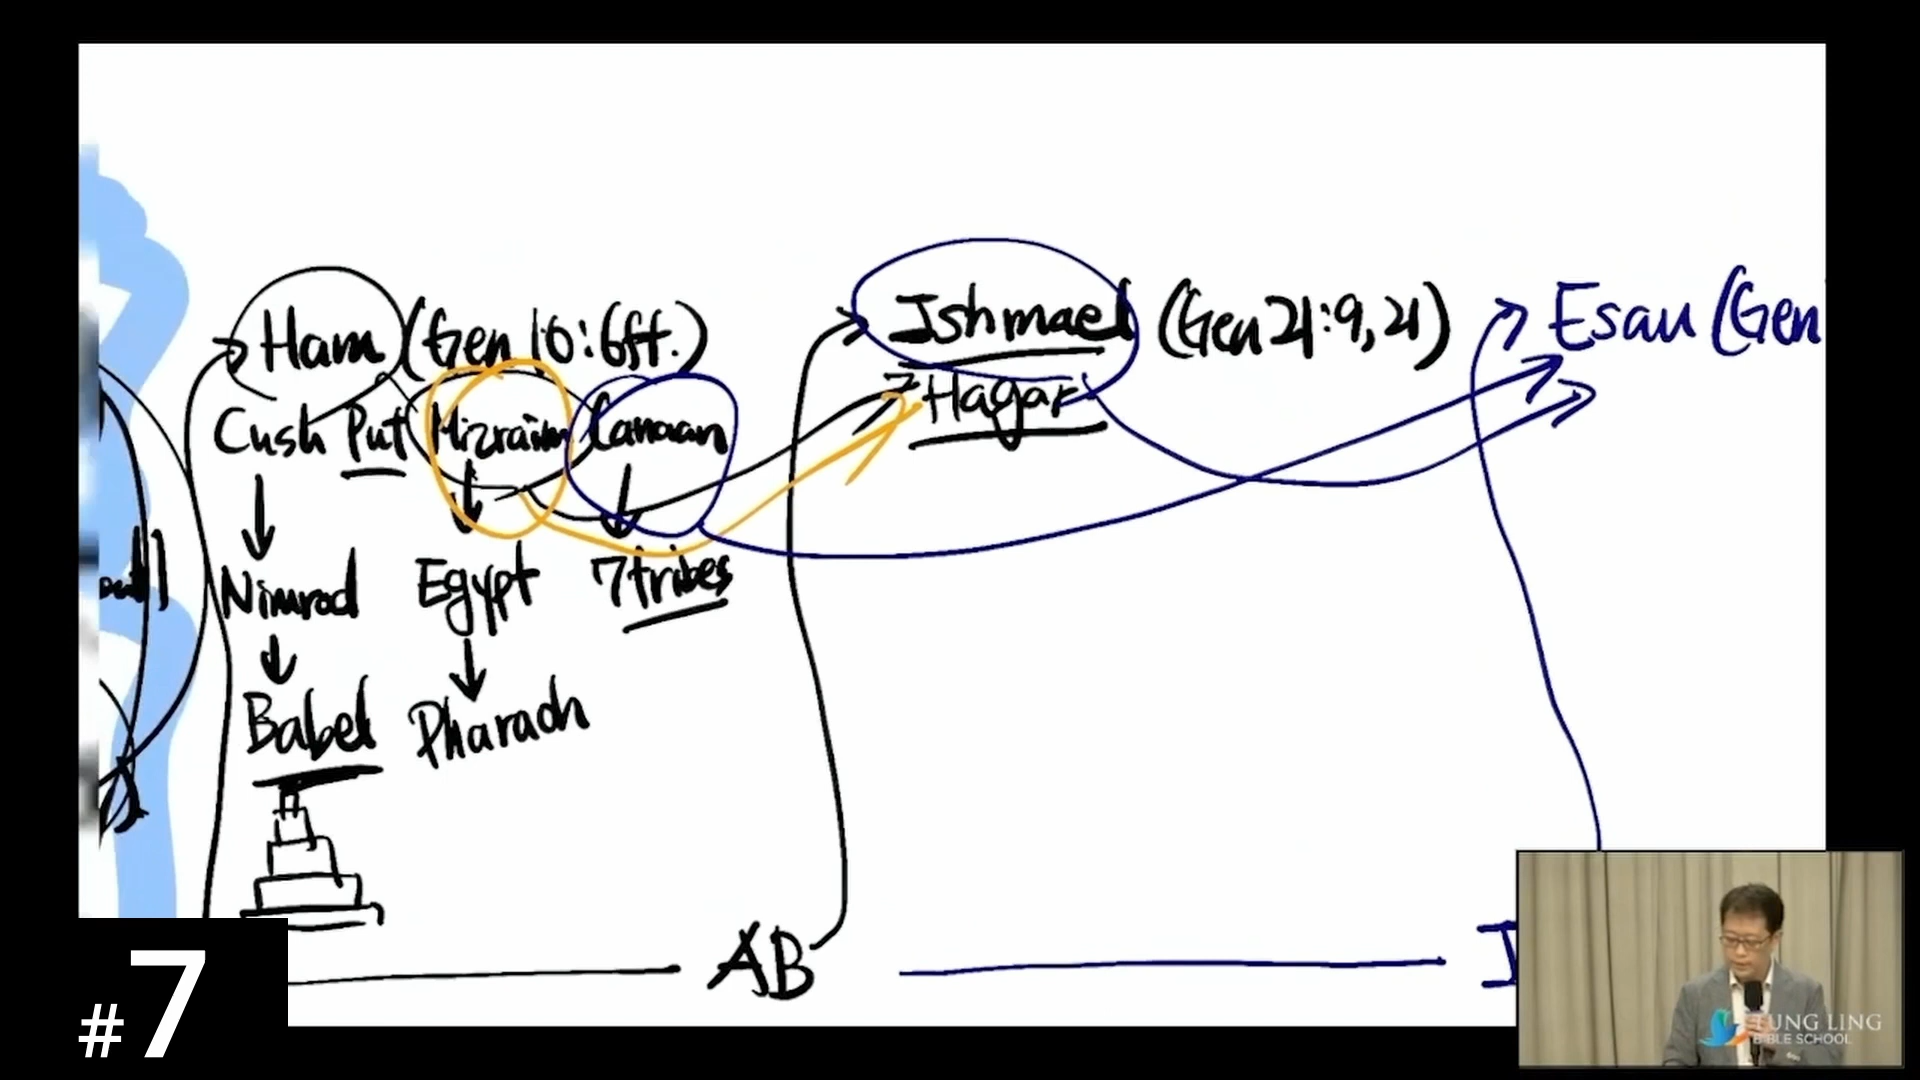 Ham (Gen 10:6ff.)
Cush Put Mizraim Canaan
Nimrod Egypt 7 tribes
Babel Pharaoh
Ishmael (Gen 21:9, 21)
Hagar
Esau (Gen
AB
I
#7
TUNG LING
BIBLE SCHOOL